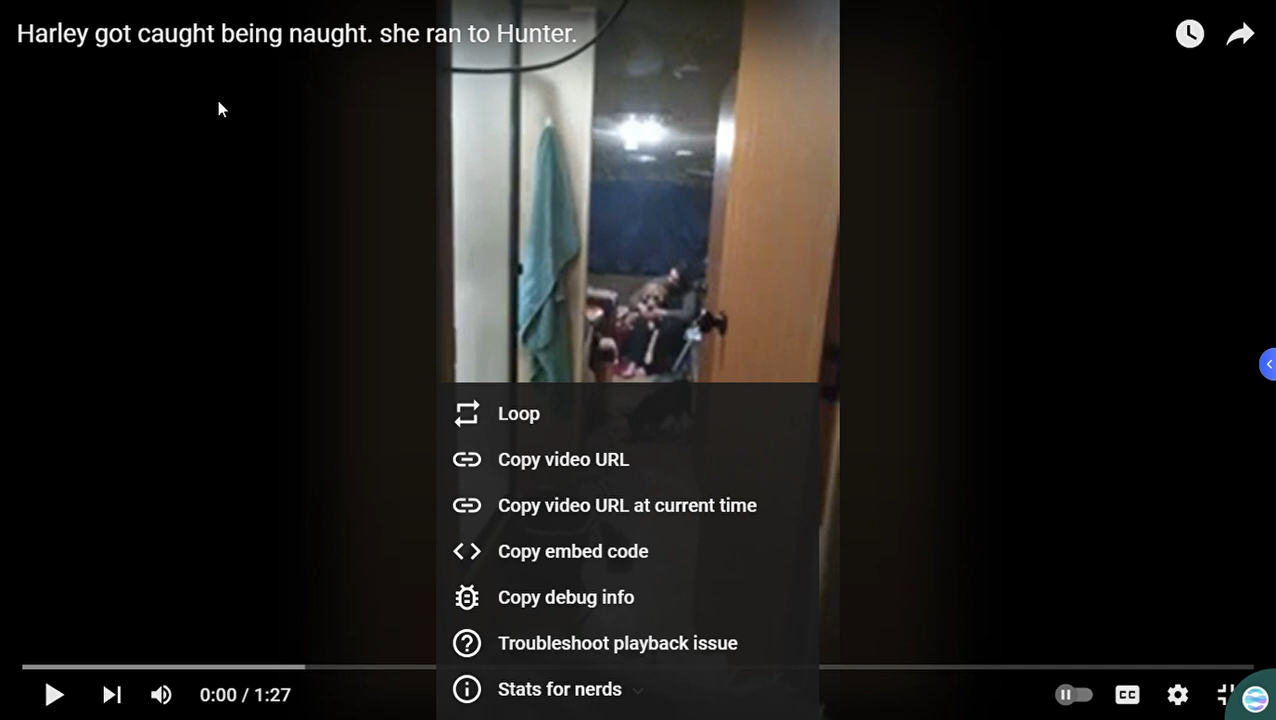 Harley got caught being naught. she ran to Hunter.
Loop
Copy video URL
Copy video URL at current time
Copy embed code
Copy debug info
Troubleshoot playback issue
Stats for nerds
0:00 / 1:27
CC